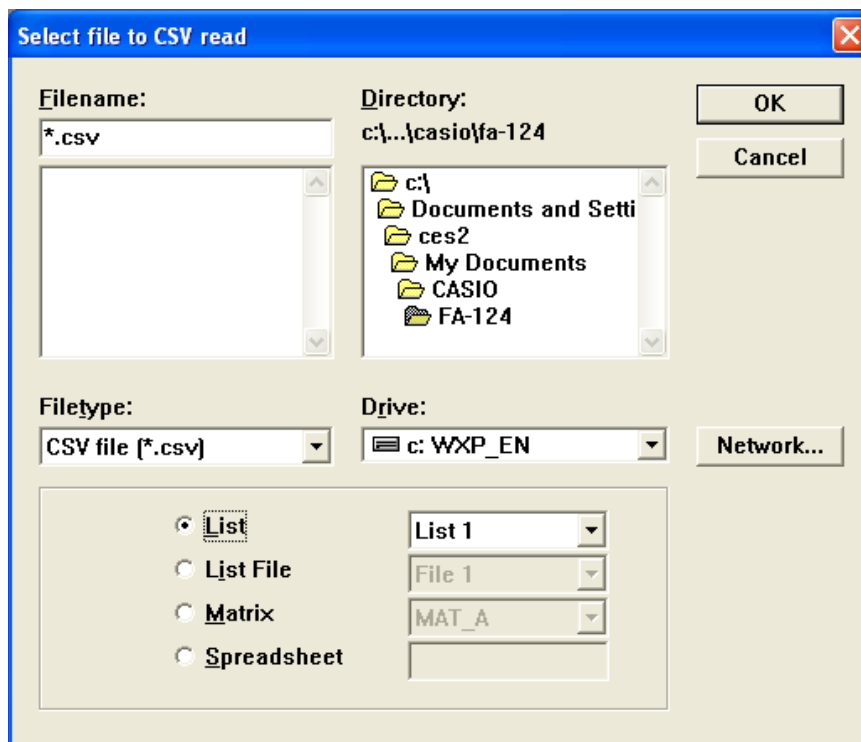 Select file to CSV read
Filename:
*.csv
Directory:
c:\...\casio\fa-124
c:\
Documents and Setti
ces2
My Documents
CASIO
FA-124
OK
Cancel
Filetype:
CSV file (*.csv)
Drive:
c: WXP_EN
Network...
List
List 1
List File
File 1
Matrix
MAT_A
Spreadsheet